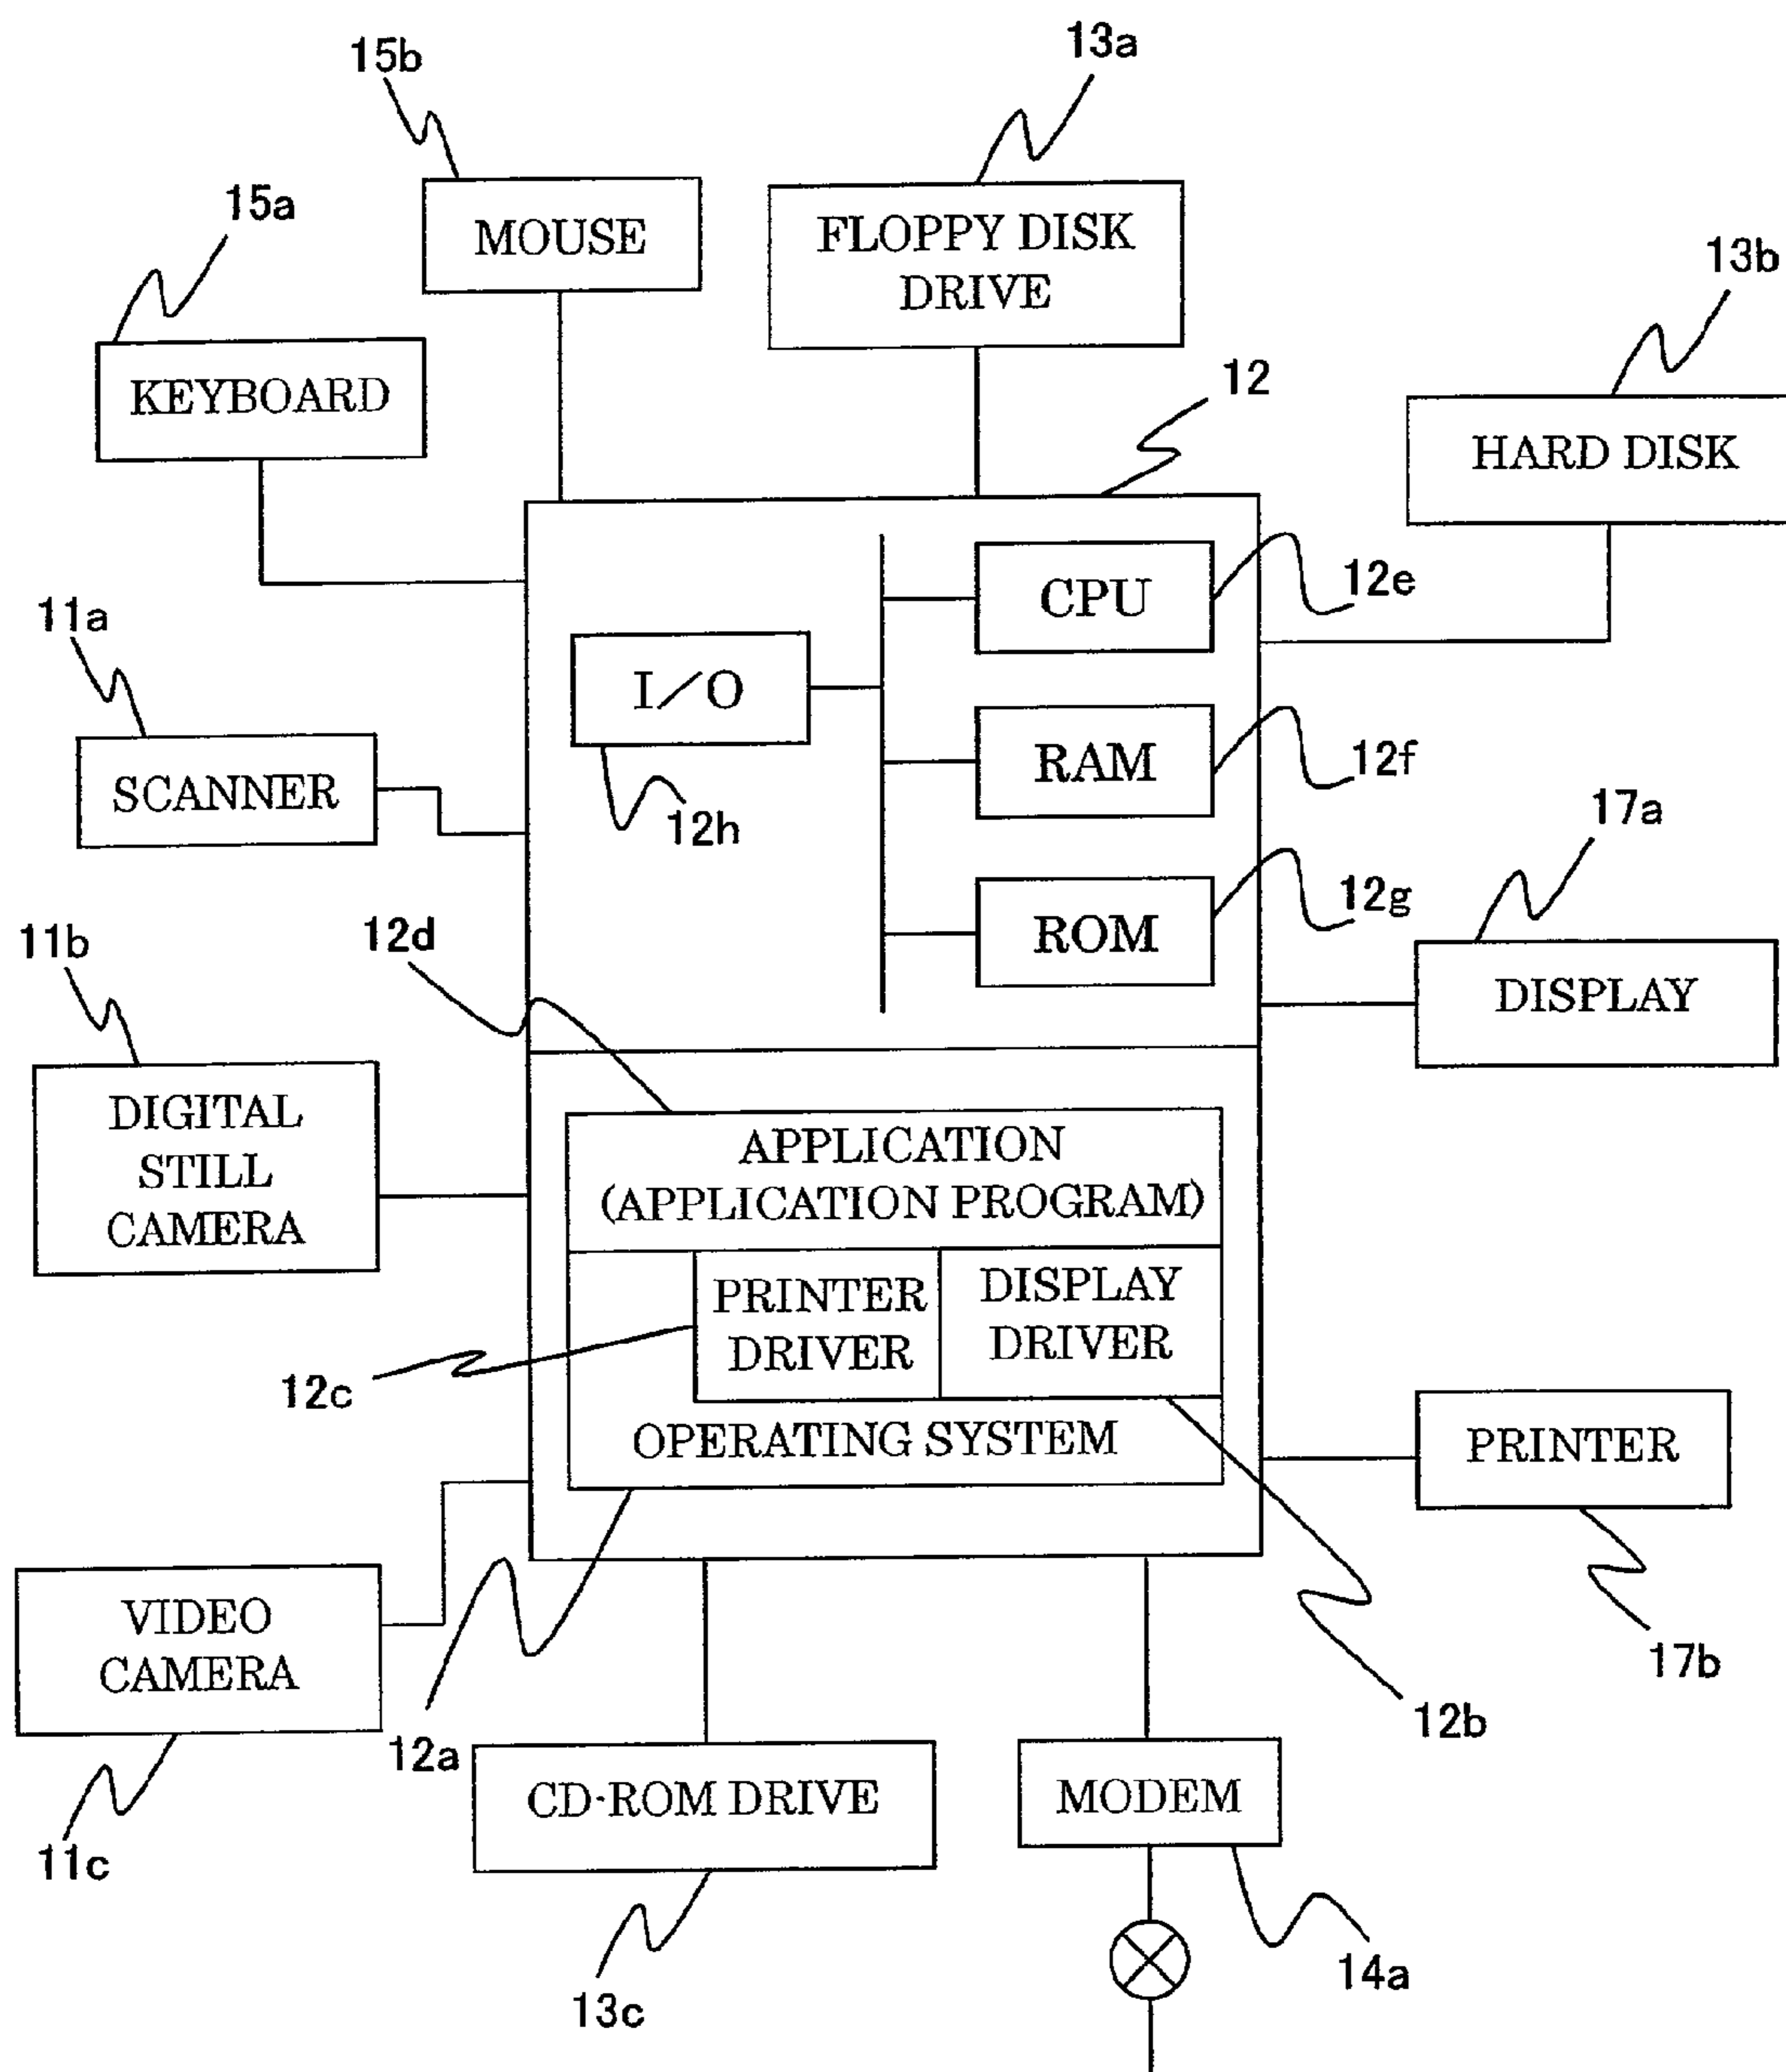 13a
15b
15a
MOUSE
FLOPPY DISK
DRIVE
13b
KEYBOARD
12
HARD DISK
CPU
12e
11a
I/O
SCANNER
RAM
12f
12h
17a
12g
ROM
12d
11b
DISPLAY
DIGITAL
STILL
CAMERA
APPLICATION
(APPLICATION PROGRAM)
PRINTER
DRIVER
DISPLAY
DRIVER
12c
OPERATING SYSTEM
PRINTER
VIDEO
CAMERA
17b
12b
12a
CD-ROM DRIVE
MODEM
11c
14a
13c